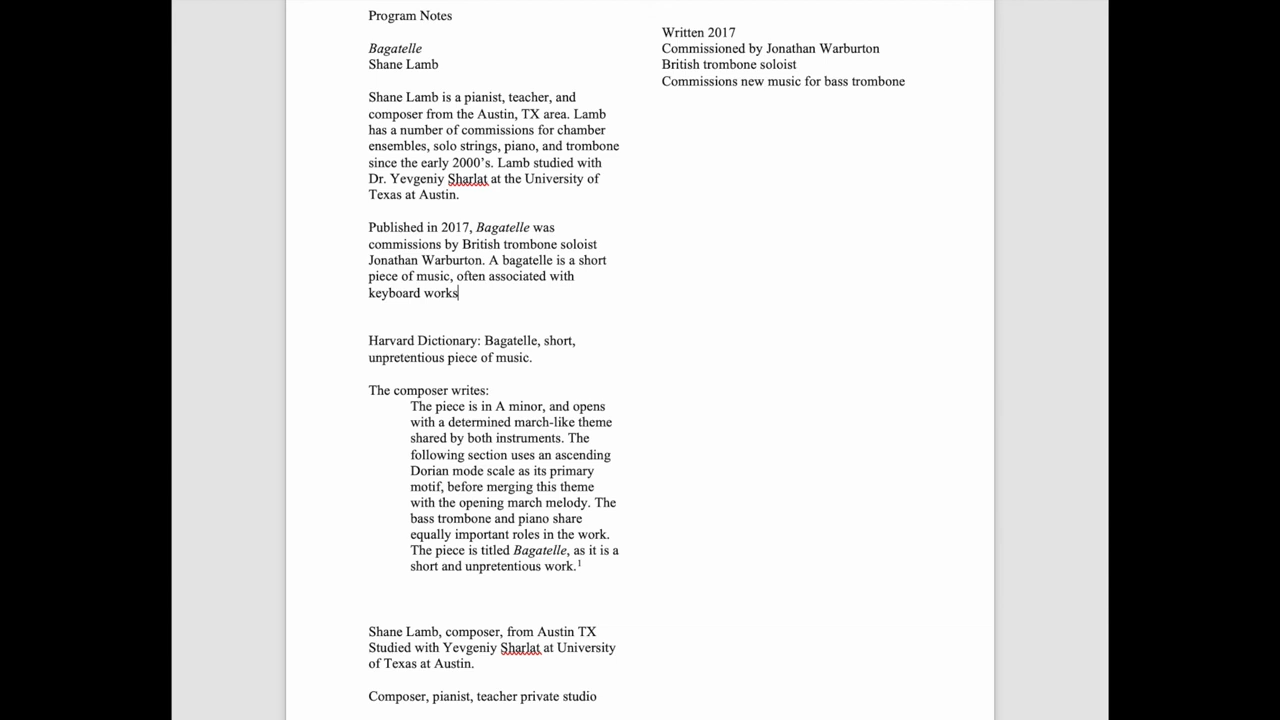 Program Notes
Bagatelle
Shane Lamb
Shane Lamb is a pianist, teacher, and
composer from the Austin, TX area. Lamb
has a number of commissions for chamber
ensembles, solo strings, piano, and trombone
since the early 2000’s. Lamb studied with
Dr. Yevgeniy Sharlat at the University of
Texas at Austin.
Published in 2017, Bagatelle was
commissions by British trombone soloist
Jonathan Warburton. A bagatelle is a short
piece of music, often associated with
keyboard works
Harvard Dictionary: Bagatelle, short,
unpretentious piece of music.
The composer writes:
The piece is in A minor, and opens
with a determined march-like theme
shared by both instruments. The
following section uses an ascending
Dorian mode scale as its primary
motif, before merging this theme
with the opening march melody. The
bass trombone and piano share
equally important roles in the work.
The piece is titled Bagatelle, as it is a
short and unpretentious work.1
Shane Lamb, composer, from Austin TX
Studied with Yevgeniy Sharlat at University
of Texas at Austin.
Composer, pianist, teacher private studio
Written 2017
Commissioned by Jonathan Warburton
British trombone soloist
Commissions new music for bass trombone